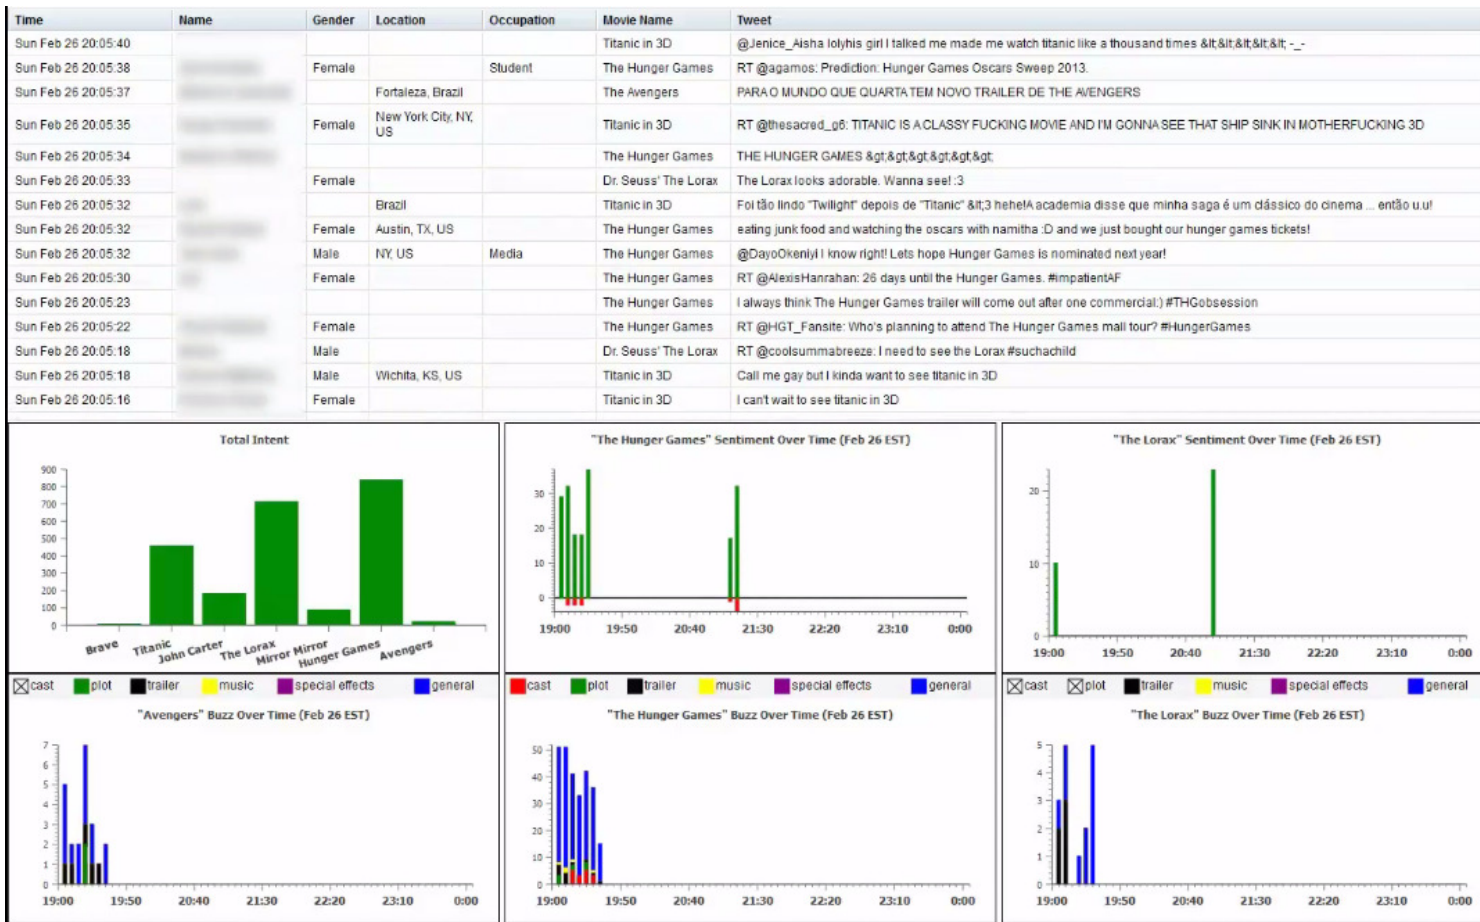 Time Name Gender Location Occupation Movie Name Tweet
Sun Feb 26 20:05:40 Titanic in 3D @Jenice_Aisha lolyhis girl I talked me made me watch titanic like a thousand times &lt;&lt;&lt;&lt;&lt; -_-
Sun Feb 26 20:05:38 Female Student The Hunger Games RT @agamos: Prediction: Hunger Games Oscars Sweep 2013.
Sun Feb 26 20:05:37 Fortaleza, Brazil The Avengers PARA O MUNDO QUE QUARTA TEM NOVO TRAILER DE THE AVENGERS
Sun Feb 26 20:05:35 Female New York City, NY, US Titanic in 3D RT @thesacred_g6: TITANIC IS A CLASSY FUCKING MOVIE AND I'M GONNA SEE THAT SHIP SINK IN MOTHERFUCKING 3D
Sun Feb 26 20:05:34 The Hunger Games THE HUNGER GAMES &gt;&gt;&gt;&gt;&gt;&gt;
Sun Feb 26 20:05:33 Female Dr. Seuss' The Lorax The Lorax looks adorable. Wanna see! :3
Sun Feb 26 20:05:32 Brazil Titanic in 3D Foi tão lindo "Twilight" depois de "Titanic" &lt;3 hehe!A academia disse que minha saga é um clássico do cinema ... então u.u!
Sun Feb 26 20:05:32 Female Austin, TX, US The Hunger Games eating junk food and watching the oscars with namitha :D and we just bought our hunger games tickets!
Sun Feb 26 20:05:32 Male NY, US Media The Hunger Games @DayoOkeniyi I know right! Lets hope Hunger Games is nominated next year!
Sun Feb 26 20:05:30 Female The Hunger Games RT @AlexisHanrahan: 26 days until the Hunger Games. #impatientAF
Sun Feb 26 20:05:23 The Hunger Games I always think The Hunger Games trailer will come out after one commercial:) #THGobsession
Sun Feb 26 20:05:22 Female The Hunger Games RT @HGT_Fansite: Who's planning to attend The Hunger Games mall tour? #HungerGames
Sun Feb 26 20:05:18 Male Dr. Seuss' The Lorax RT @coolsummabreeze: I need to see the Lorax #suchachild
Sun Feb 26 20:05:18 Male Wichita, KS, US Titanic in 3D Call me gay but I kinda want to see titanic in 3D
Sun Feb 26 20:05:16 Female Titanic in 3D I can't wait to see titanic in 3D
Total Intent
900
800
700
600
500
400
300
200
100
0
Brave Titanic John Carter The Lorax Mirror Mirror Hunger Games Avengers
"The Hunger Games" Sentiment Over Time (Feb 26 EST)
30
20
10
0
19:00 19:50 20:40 21:30 22:20 23:10 0:00
"The Lorax" Sentiment Over Time (Feb 26 EST)
20
10
0
19:00 19:50 20:40 21:30 22:20 23:10 0:00
cast plot trailer music special effects general
"Avengers" Buzz Over Time (Feb 26 EST)
7
6
5
4
3
2
1
0
19:00 19:50 20:40 21:30 22:20 23:10 0:00
cast plot trailer music special effects general
"The Hunger Games" Buzz Over Time (Feb 26 EST)
50
40
30
20
10
0
19:00 19:50 20:40 21:30 22:20 23:10 0:00
cast plot trailer music special effects general
"The Lorax" Buzz Over Time (Feb 26 EST)
5
4
3
2
1
0
19:00 19:50 20:40 21:30 22:20 23:10 0:00